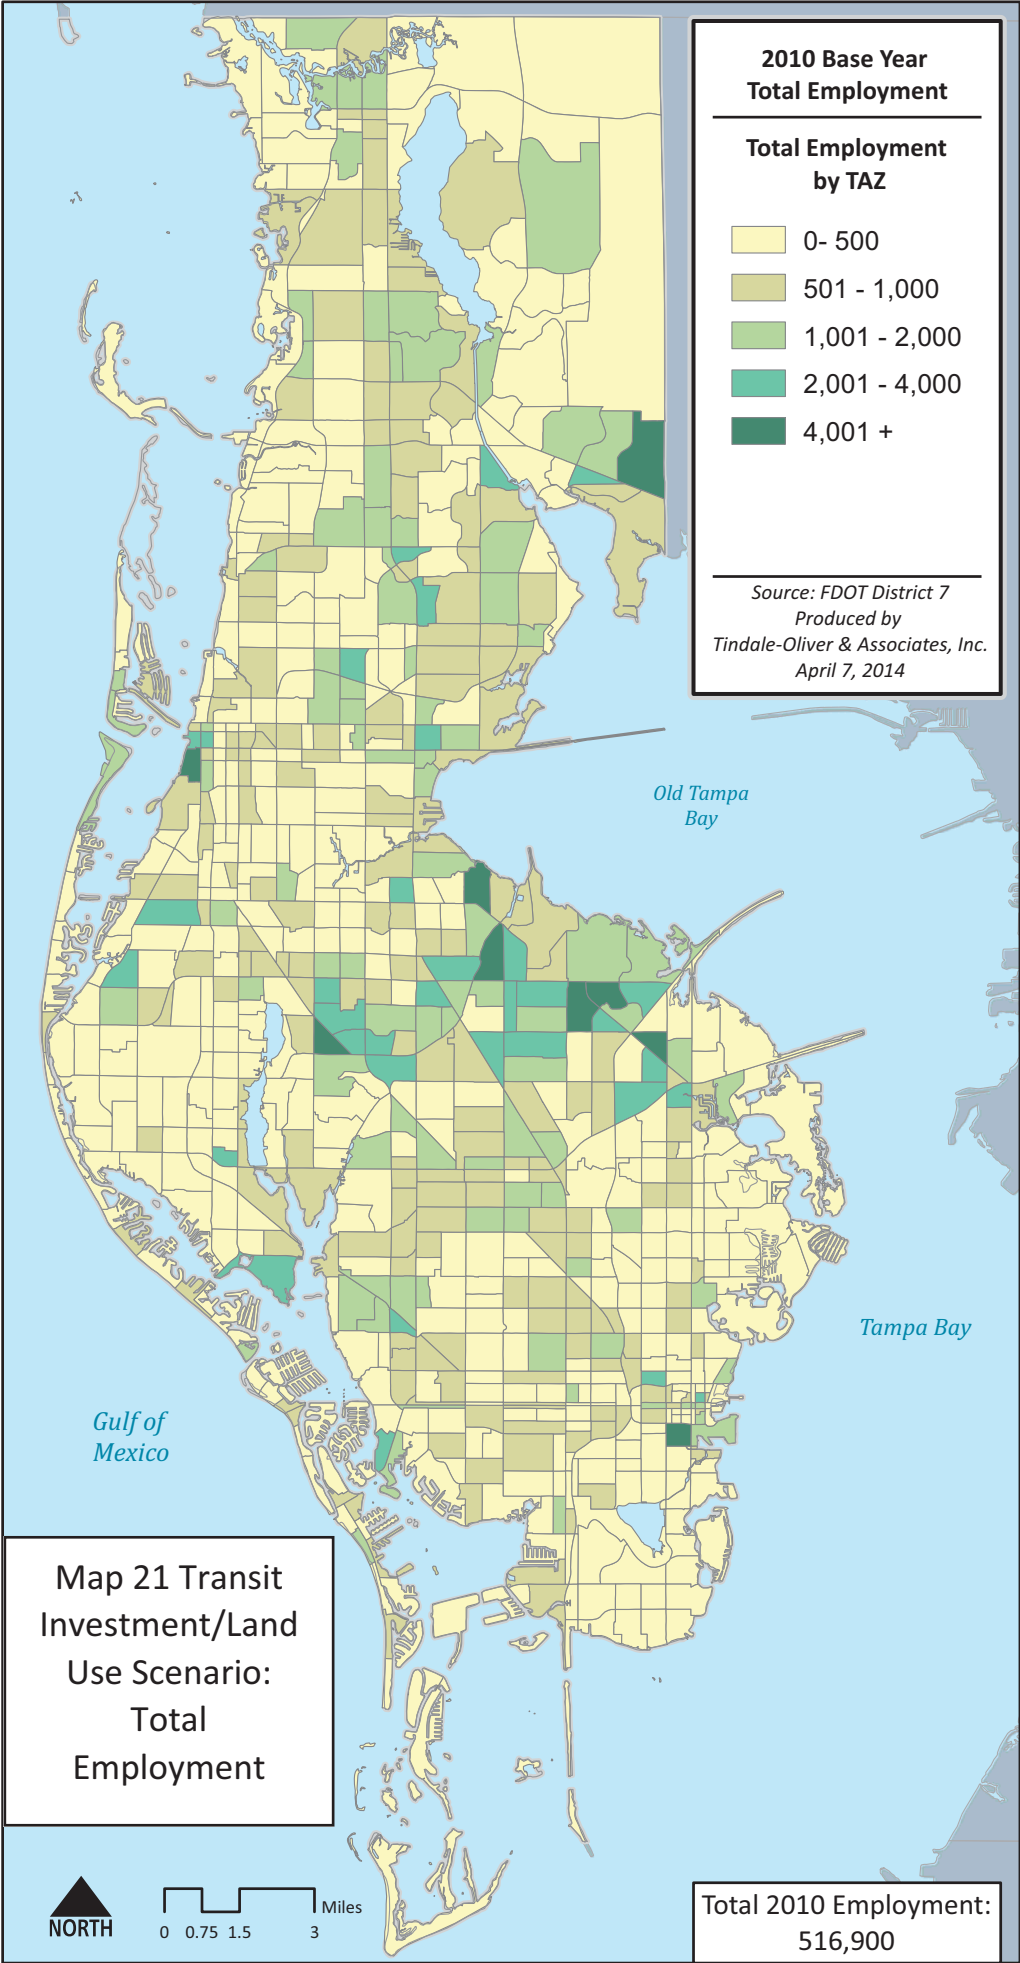 2010 Base Year
Total Employment
Total Employment
by TAZ
0- 500
501 - 1,000
1,001 - 2,000
2,001 - 4,000
4,001 +
Source: FDOT District 7
Produced by
Tindale-Oliver & Associates, Inc.
April 7, 2014
Old Tampa
Bay
Tampa Bay
Gulf of
Mexico
Map 21 Transit
Investment/Land
Use Scenario:
Total
Employment
NORTH
Miles
0 0.75 1.5 3
Total 2010 Employment:
516,900